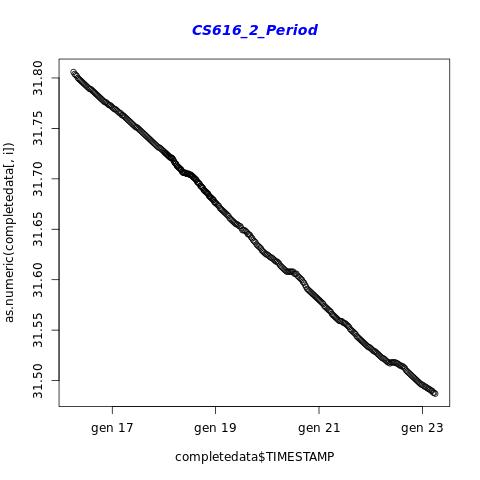 CS616_2_Period
as.numeric(completedata[, i])
31.80
31.75
31.70
31.65
31.60
31.55
31.50
gen 17 gen 19 gen 21 gen 23
completedata$TIMESTAMP